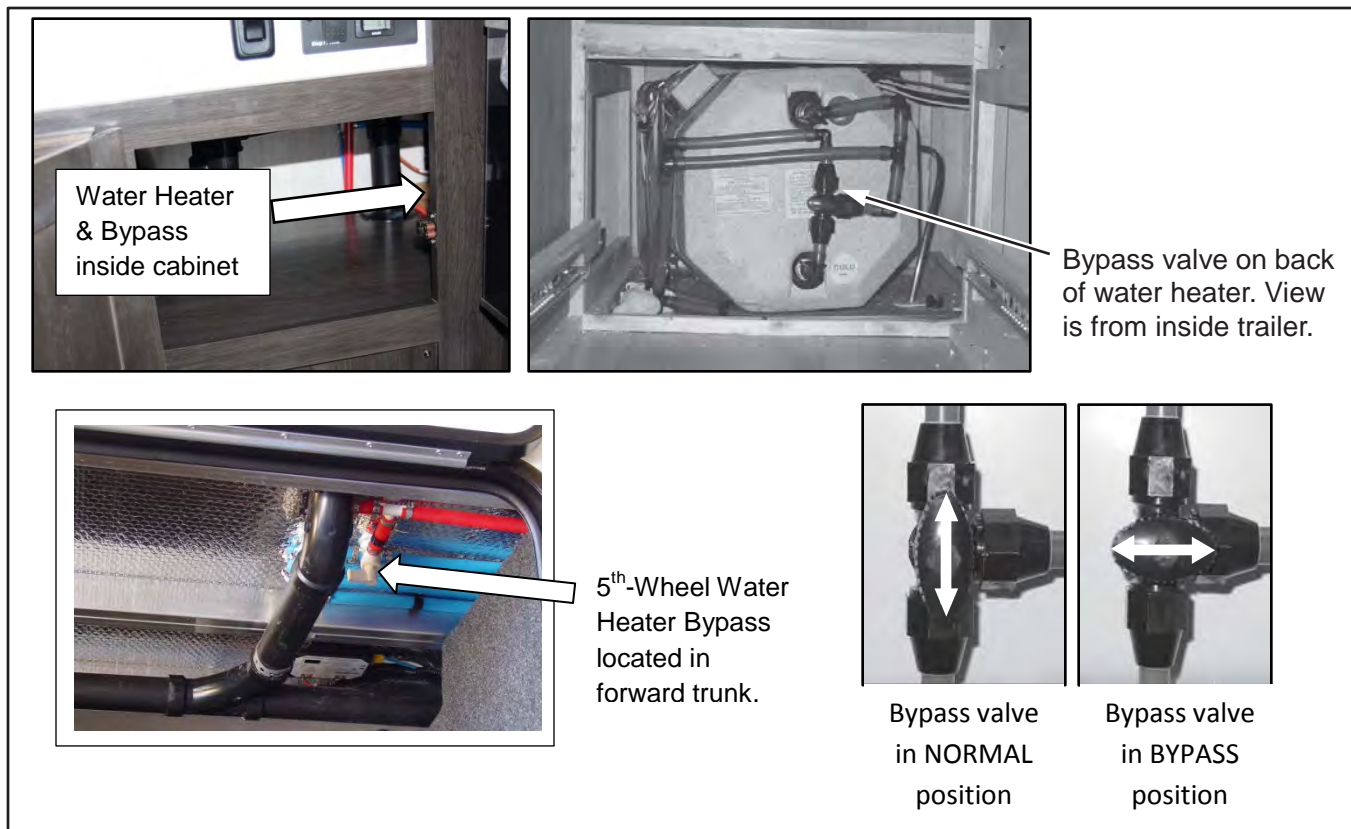 Water Heater
& Bypass
inside cabinet
Bypass valve on back
of water heater. View
is from inside trailer.
COLD
5th-Wheel Water
Heater Bypass
located in
forward trunk.
Bypass valve
in NORMAL
position
Bypass valve
in BYPASS
position